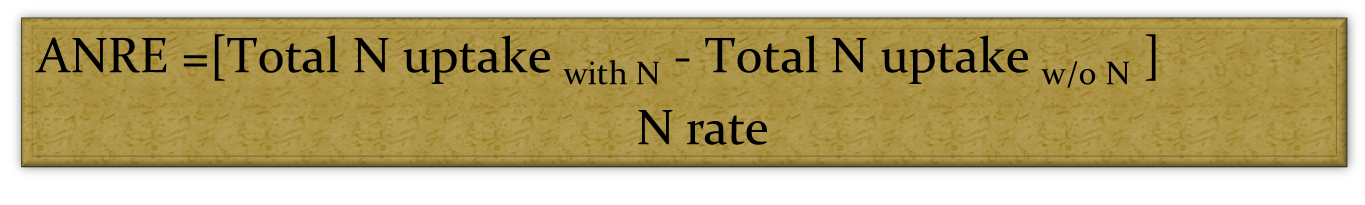 ANRE =[Total N uptake with N - Total N uptake w/o N ]
N rate